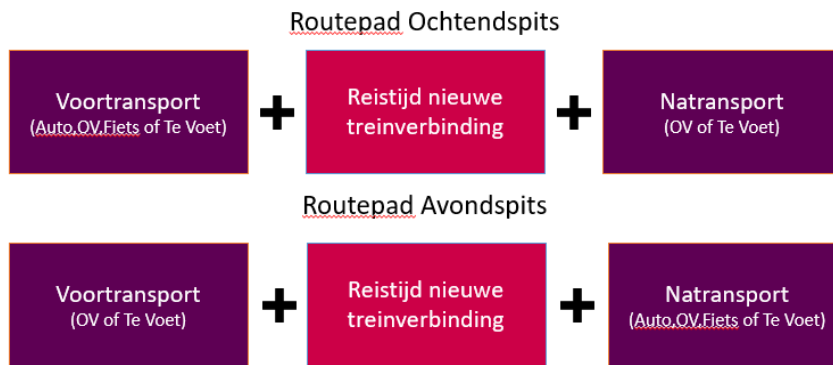 Routepad Ochtendspits
Voortransport
(Auto,OV,Fiets of Te Voet)
+
Reistijd nieuwe
treinverbinding
+
Natransport
(OV of Te Voet)
Routepad Avondspits
Voortransport
(OV of Te Voet)
+
Reistijd nieuwe
treinverbinding
+
Natransport
(Auto,OV,Fiets of Te Voet)